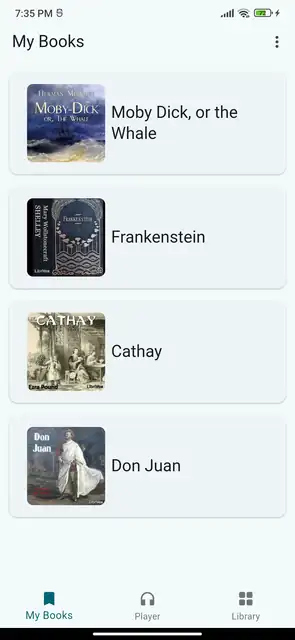 7:35 PM
72
My Books
HERMAN MELVILLE
MOBY-DICK
OR, THE WHALE
Moby Dick, or the
Whale
Mary Wollstonecraft
SHELLEY
FRANKENSTEIN
LibriVox
Frankenstein
CATHAY
Ezra Pound
LibriVox
Cathay
Don
Juan
Don Juan
My Books
Player
Library